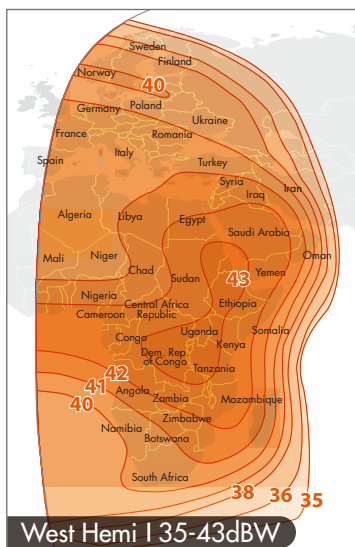 Sweden
Finland
Norway
40
Germany
Poland
Ukraine
France
Romania
Italy
Spain
Turkey
Syria
Iran
Iraq
Algeria
Libya
Egypt
Saudi Arabia
Oman
Mali
Niger
Chad
Sudan
43
Yemen
Nigeria
Central Africa
Republic
Ethiopia
Cameroon
Uganda
Somalia
Congo
Kenya
Dem. Rep.
of Congo
Tanzania
42
41
Angola
Zambia
Mozambique
40
Zimbabwe
Namibia
Botswana
South Africa
38
36
35
West Hemi | 35-43dBW